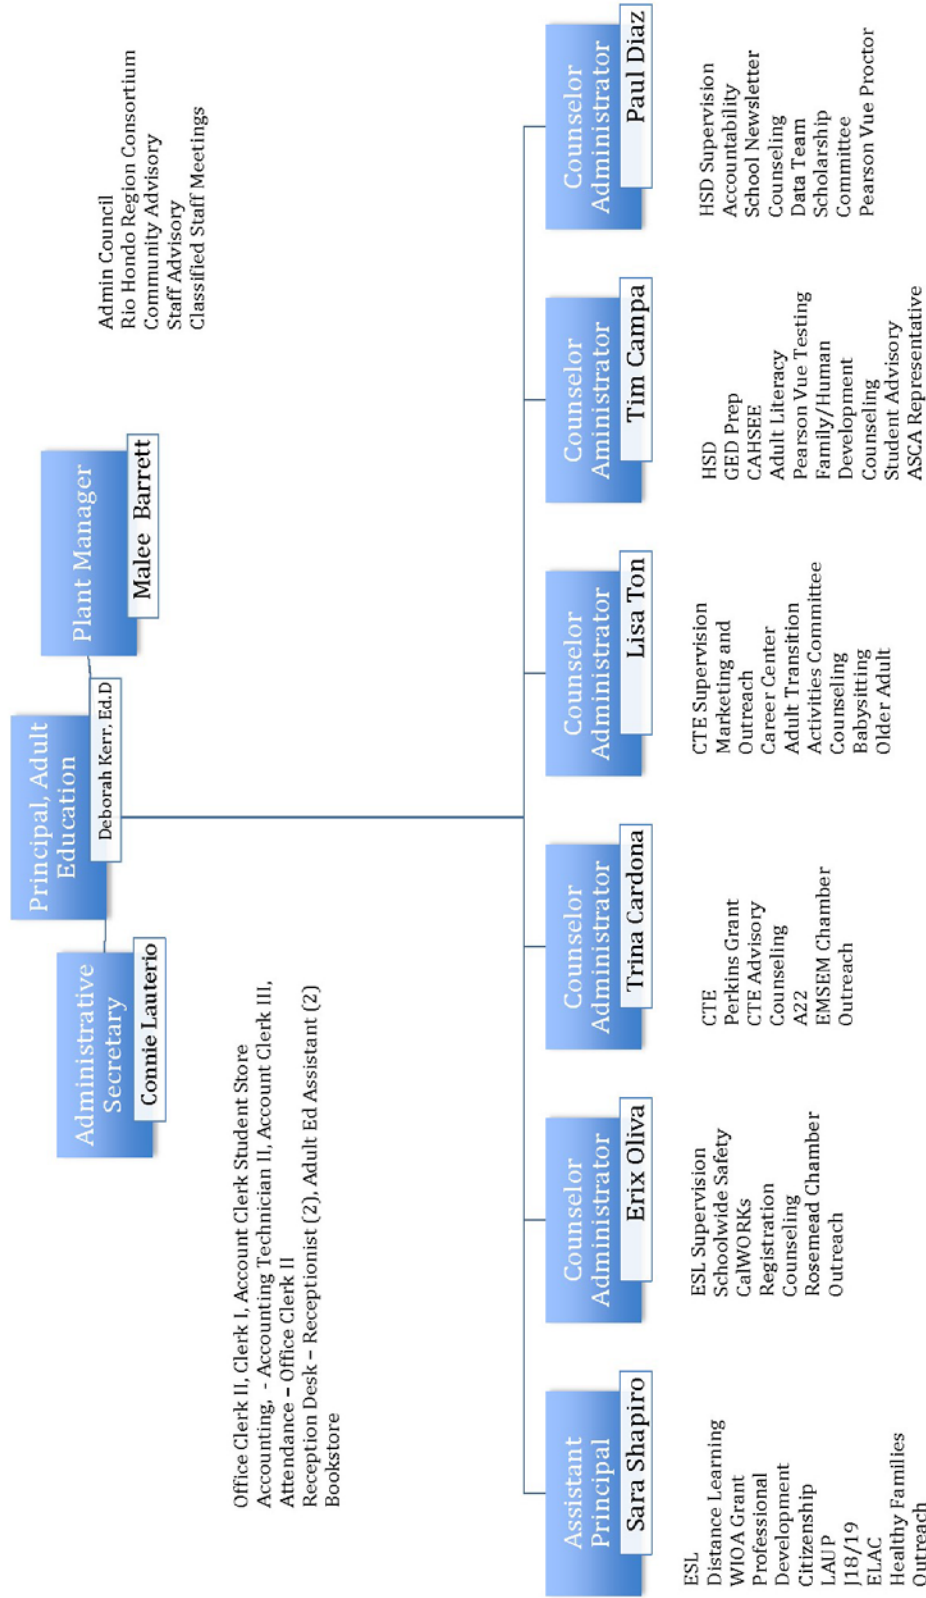 Principal, Adult
Education
Deborah Kerr, Ed.D
Administrative
Secretary
Connie Lauterio
Plant Manager
Malee Barrett
Admin Council
Rio Hondo Region Consortium
Community Advisory
Staff Advisory
Classified Staff Meetings
Office Clerk II, Clerk I, Account Clerk Student Store
Accounting, - Accounting Technician II, Account Clerk III,
Attendance – Office Clerk II
Reception Desk – Receptionist (2), Adult Ed Assistant (2)
Bookstore
Assistant
Principal
Sara Shapiro
ESL
Distance Learning
WIOA Grant
Professional
Development
Citizenship
LAUP
J18/19
ELAC
Healthy Families
Outreach
Counselor
Administrator
Erix Oliva
ESL Supervision
Schoolwide Safety
CalWORKs
Registration
Counseling
Rosemead Chamber
Outreach
Counselor
Administrator
Trina Cardona
CTE
Perkins Grant
CTE Advisory
Counseling
A22
EMSEM Chamber
Outreach
Counselor
Administrator
Lisa Ton
CTE Supervision
Marketing and
Outreach
Career Center
Adult Transition
Activities Committee
Counseling
Babysitting
Older Adult
Counselor
Aministrator
Tim Campa
HSD
GED Prep
CAHSEE
Adult Literacy
Pearson Vue Testing
Family/Human
Development
Counseling
Student Advisory
ASCA Representative
Counselor
Administrator
Paul Diaz
HSD Supervision
Accountability
School Newsletter
Counseling
Data Team
Scholarship
Committee
Pearson Vue Proctor